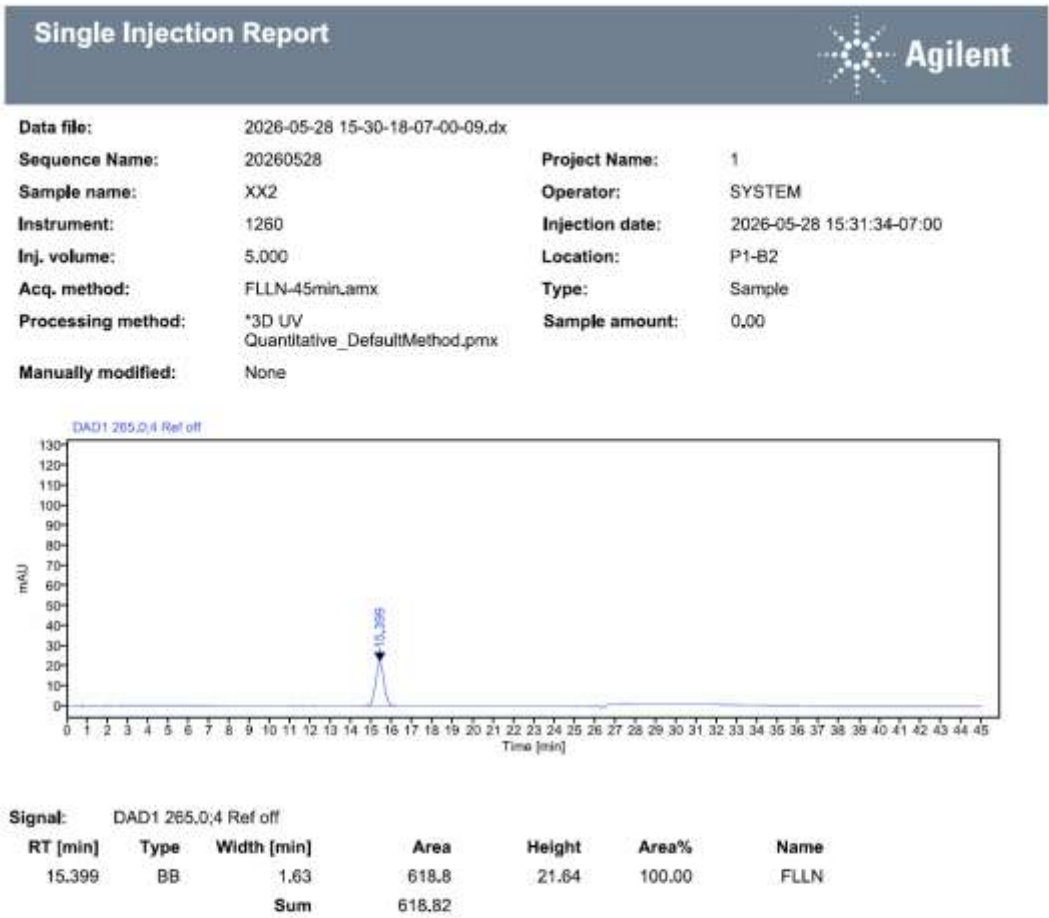 Single Injection Report
Agilent
Data file: 2026-05-28 15-30-18-07-00-09.dx
Sequence Name: 20260528 Project Name: 1
Sample name: XX2 Operator: SYSTEM
Instrument: 1260 Injection date: 2026-05-28 15:31:34-07:00
Inj. volume: 5.000 Location: P1-B2
Acq. method: FLLN-45min.amx Type: Sample
Processing method: *3D UV Sample amount: 0.00
Quantitative_DefaultMethod.pmx
Manually modified: None
DAD1 265.0;4 Ref off
130
120
110
100
90
80
70
60
50
40
30
20
10
0
mAU
15.399
0 1 2 3 4 5 6 7 8 9 10 11 12 13 14 15 16 17 18 19 20 21 22 23 24 25 26 27 28 29 30 31 32 33 34 35 36 37 38 39 40 41 42 43 44 45
Time [min]
Signal: DAD1 265.0;4 Ref off
RT [min] Type Width [min] Area Height Area% Name
15.399 BB 1.63 618.8 21.64 100.00 FLLN
Sum 618.82